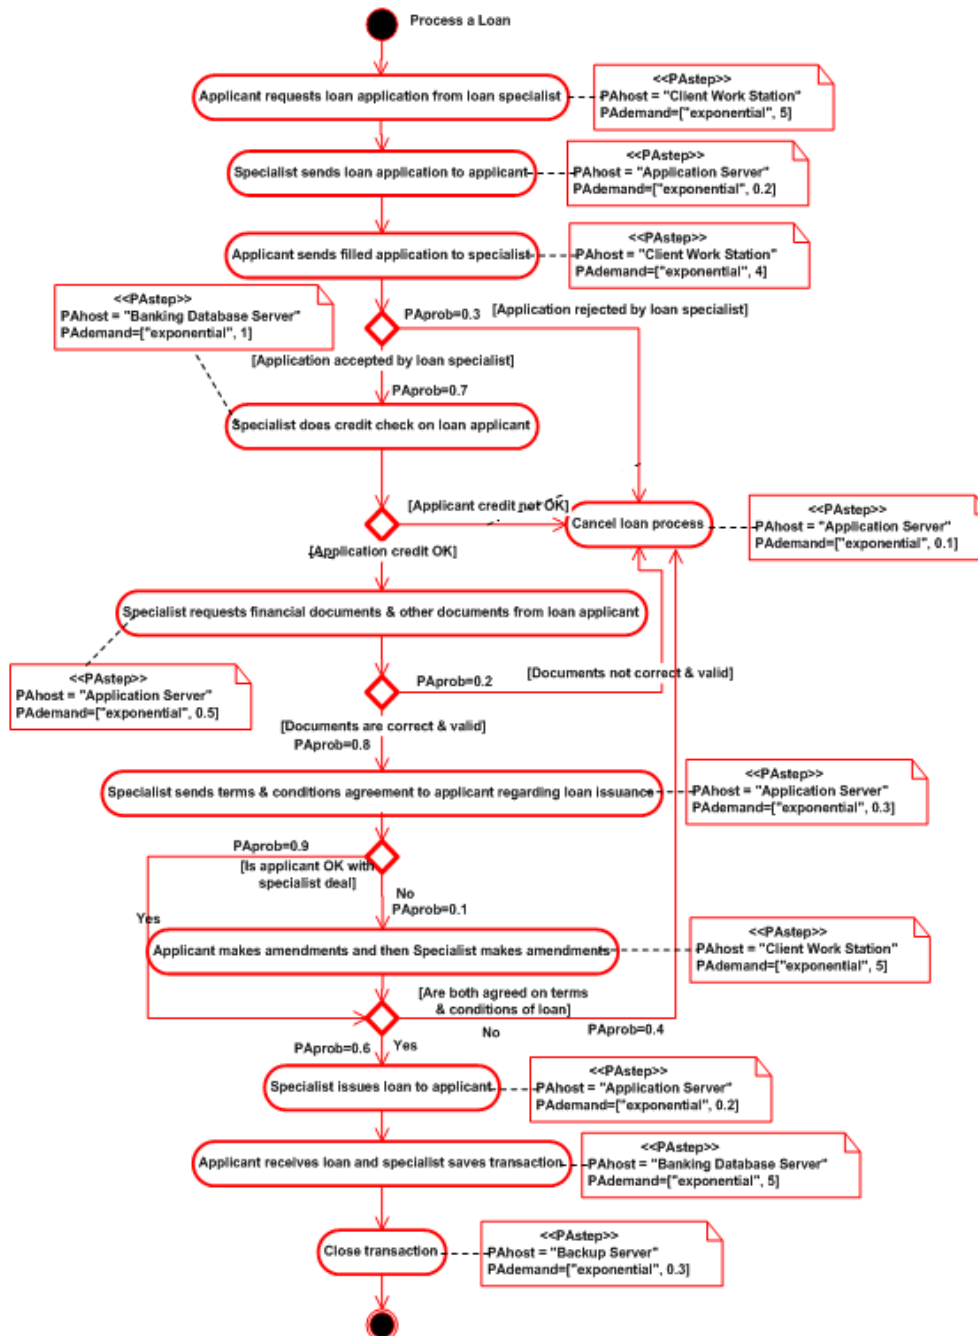 Process a Loan
Applicant requests loan application from loan specialist
<<PAstep>>
PAhost = "Client Work Station"
PAdemand=["exponential", 5]
Specialist sends loan application to applicant
<<PAstep>>
PAhost = "Application Server"
PAdemand=["exponential", 0.2]
Applicant sends filled application to specialist
<<PAstep>>
PAhost = "Client Work Station"
PAdemand=["exponential", 4]
<<PAstep>>
PAhost = "Banking Database Server"
PAdemand=["exponential", 1]
PAprob=0.3
[Application rejected by loan specialist]
[Application accepted by loan specialist]
PAprob=0.7
Specialist does credit check on loan applicant
[Applicant credit not OK]
Cancel loan process
<<PAstep>>
PAhost = "Application Server"
PAdemand=["exponential", 0.1]
[Application credit OK]
Specialist requests financial documents & other documents from loan applicant
<<PAstep>>
PAhost = "Application Server"
PAdemand=["exponential", 0.5]
PAprob=0.2
[Documents not correct & valid]
[Documents are correct & valid]
PAprob=0.8
Specialist sends terms & conditions agreement to applicant regarding loan issuance
<<PAstep>>
PAhost = "Application Server"
PAdemand=["exponential", 0.3]
PAprob=0.9
[Is applicant OK with
specialist deal]
No
PAprob=0.1
Yes
Applicant makes amendments and then Specialist makes amendments
<<PAstep>>
PAhost = "Client Work Station"
PAdemand=["exponential", 5]
[Are both agreed on terms
& conditions of loan]
No
PAprob=0.4
PAprob=0.6
Yes
Specialist issues loan to applicant
<<PAstep>>
PAhost = "Application Server"
PAdemand=["exponential", 0.2]
Applicant receives loan and specialist saves transaction
<<PAstep>>
PAhost = "Banking Database Server"
PAdemand=["exponential", 5]
Close transaction
<<PAstep>>
PAhost = "Backup Server"
PAdemand=["exponential", 0.3]